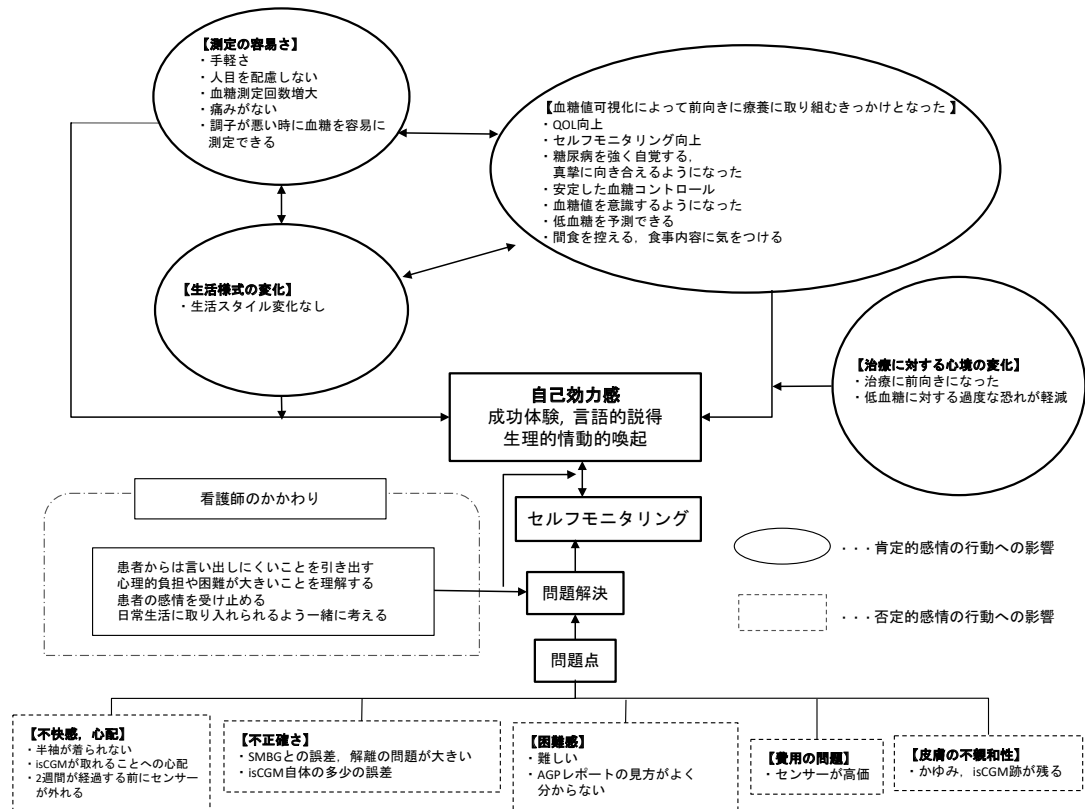 【測定の容易さ】
・手軽さ
・人目を配慮しない
・血糖測定回数増大
・痛みがない
・調子が悪い時に血糖を容易に
測定できる
【血糖値可視化によって前向きに療養に取り組むきっかけとなった 】
・QOL向上
・セルフモニタリング向上
・糖尿病を強く自覚する，
真摯に向き合えるようになった
・安定した血糖コントロール
・血糖値を意識するようになった
・低血糖を予測できる
・間食を控える，食事内容に気をつける
【生活様式の変化】
・生活スタイル変化なし
【治療に対する心境の変化】
・治療に前向きになった
・低血糖に対する過度な恐れが軽減
自己効力感
成功体験, 言語的説得
生理的情動的喚起
看護師のかかわり
セルフモニタリング
患者からは言い出しにくいことを引き出す
心理的負担や困難が大きいことを理解する
患者の感情を受け止める
日常生活に取り入れられるよう一緒に考える
問題解決
問題点
・・・肯定的感情の行動への影響
・・・否定的感情の行動への影響
【不快感，心配】
・半袖が着られない
・isCGMが取れることへの心配
・2週間が経過する前にセンサー
が外れる
【不正確さ】
・SMBGとの誤差，解離の問題が大きい
・isCGM自体の多少の誤差
【困難感】
・難しい
・AGPレポートの見方がよく
分からない
【費用の問題】
・センサーが高価
【皮膚の不親和性】
・かゆみ，isCGM跡が残る